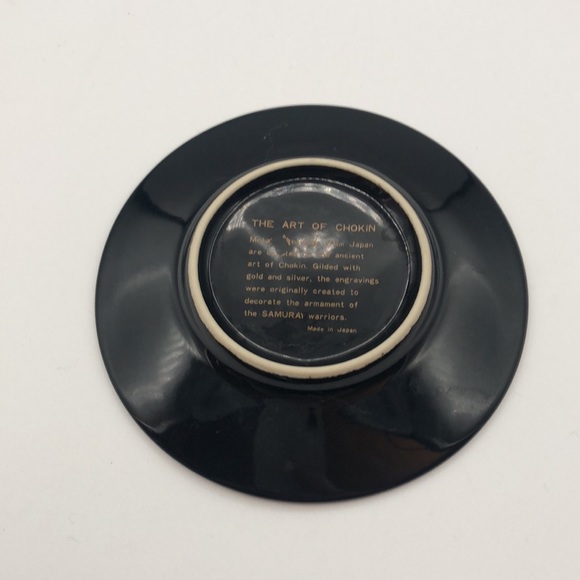 THE ART OF CHOKIN
Japan
are ancient
art of Chokin. Gilded with
gold and silver, the engravings
were originally created to
decorate the armament of
the SAMURAI warriors.
Made in Japan